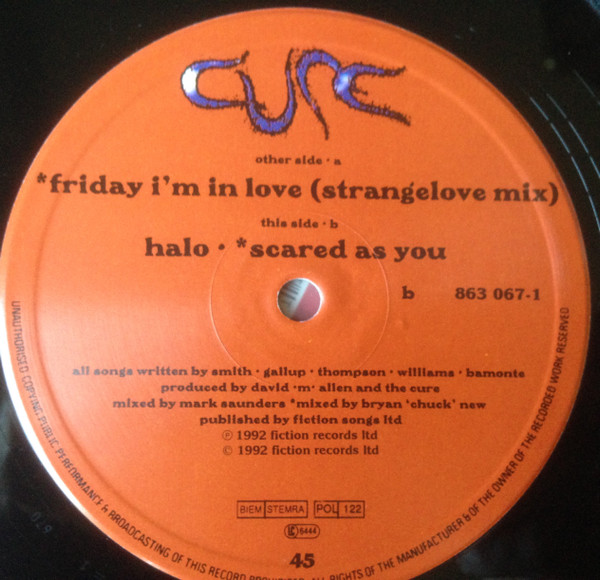 CURE
other side · a
*friday i'm in love (strangelove mix)
this side · b
halo · *scared as you
b 863 067-1
all songs written by smith · gallup · thompson · williams · bamonte
produced by david ·m· allen and the cure
mixed by mark saunders *mixed by bryan 'chuck' new
published by fiction songs ltd
℗ 1992 fiction records ltd
© 1992 fiction records ltd
BIEM STEMRA POL 122
LC 6444
45
UNAUTHORISED COPYING PUBLIC PERFORMANCE & BROADCASTING OF THIS RECORD PROHIBITED. ALL RIGHTS OF THE MANUFACTURER & OF THE OWNER OF THE RECORDED WORK RESERVED